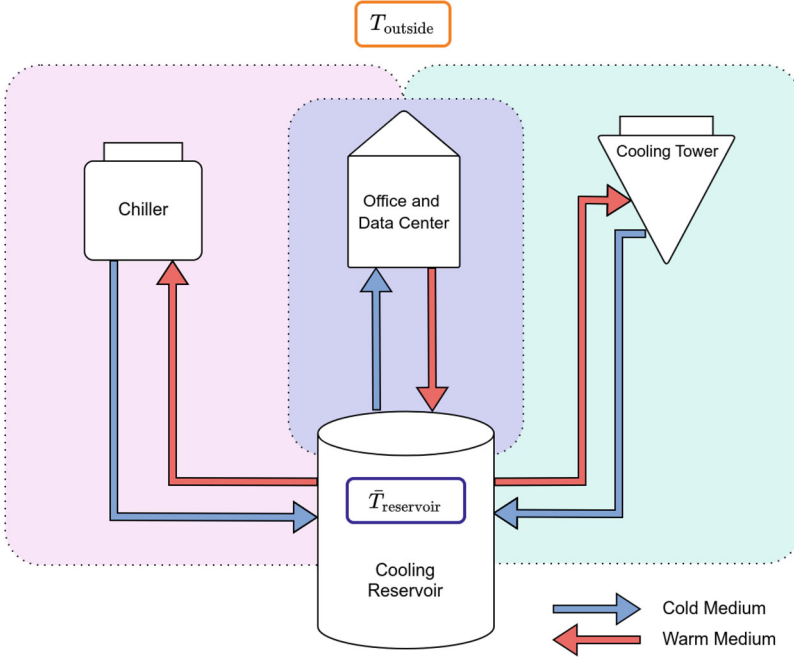 T_outside
Chiller
Office and
Data Center
Cooling Tower
T̄_reservoir
Cooling
Reservoir
Cold Medium
Warm Medium